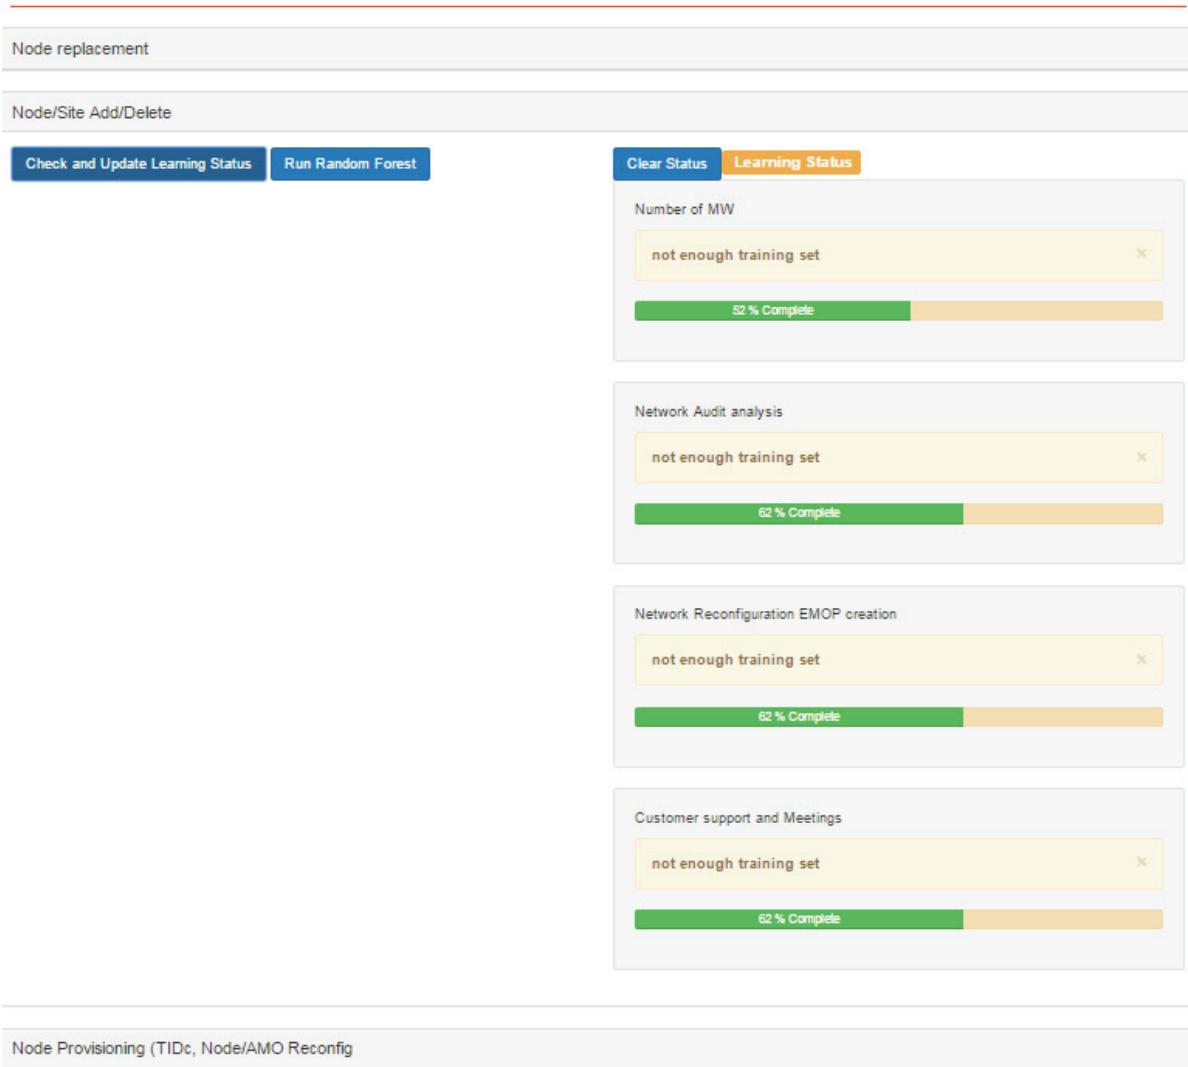 Node replacement
Node/Site Add/Delete
Check and Update Learning Status Run Random Forest Clear Status Learning Status
Number of MW
not enough training set ×
52 % Complete
Network Audit analysis
not enough training set ×
62 % Complete
Network Reconfiguration EMOP creation
not enough training set ×
62 % Complete
Customer support and Meetings
not enough training set ×
62 % Complete
Node Provisioning (TIDc, Node/AMO Reconfig